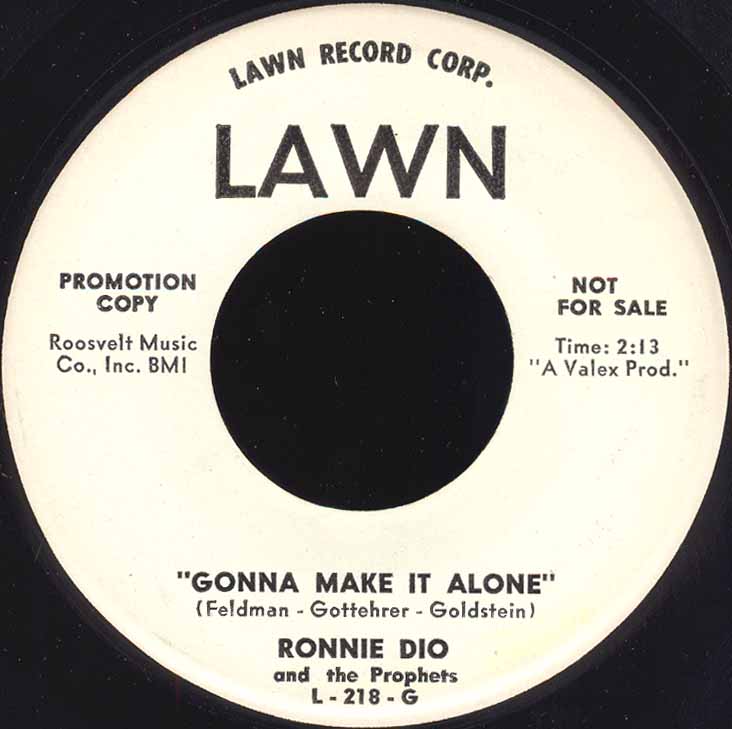 LAWN RECORD CORP.
LAWN
PROMOTION
COPY
Roosvelt Music
Co., Inc. BMI
NOT
FOR SALE
Time: 2:13
"A Valex Prod."
"GONNA MAKE IT ALONE"
(Feldman - Gottehrer - Goldstein)
RONNIE DIO
and the Prophets
L - 218 - G